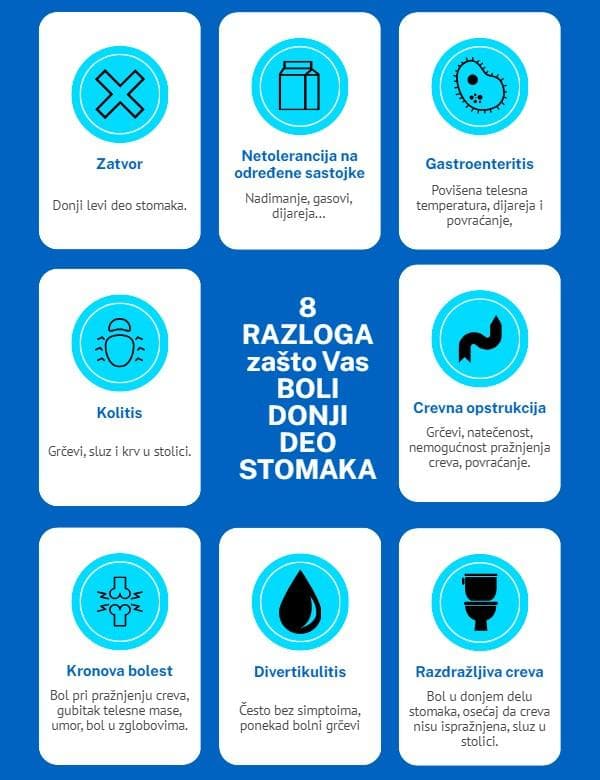 Zatvor
Donji levi deo stomaka.
Netolerancija na
određene sastojke
Nadimanje, gasovi,
dijareja...
Gastroenteritis
Povišena telesna
temperatura, dijareja i
povraćanje,
Kolitis
Grčevi, sluz i krv u stolici.
8
RAZLOGA
zašto Vas
BOLI
DONJI
DEO
STOMAKA
Crevna opstrukcija
Grčevi, natečenost,
nemogućnost pražnjenja
creva, povraćanje.
Kronova bolest
Bol pri pražnjenju creva,
gubitak telesne mase,
umor, bol u zglobovima.
Divertikulitis
Često bez simptoima,
ponekad bolni grčevi
Razdražljiva creva
Bol u donjem delu
stomaka, osećaj da creva
nisu ispražnjena, sluz u
stolici.